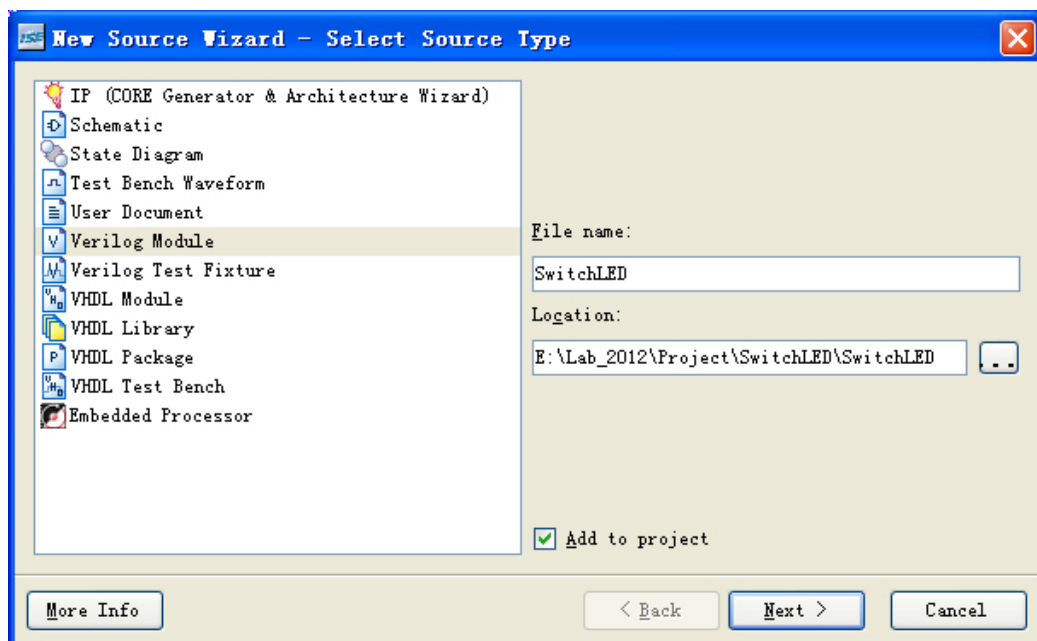 ISE New Source Wizard - Select Source Type
IP (CORE Generator & Architecture Wizard)
Schematic
State Diagram
Test Bench Waveform
User Document
V Verilog Module
Verilog Test Fixture
VHDL Module
VHDL Library
P VHDL Package
VHDL Test Bench
Embedded Processor
File name:
SwitchLED
Location:
E:\Lab_2012\Project\SwitchLED\SwitchLED
...
Add to project
More Info
< Back
Next >
Cancel